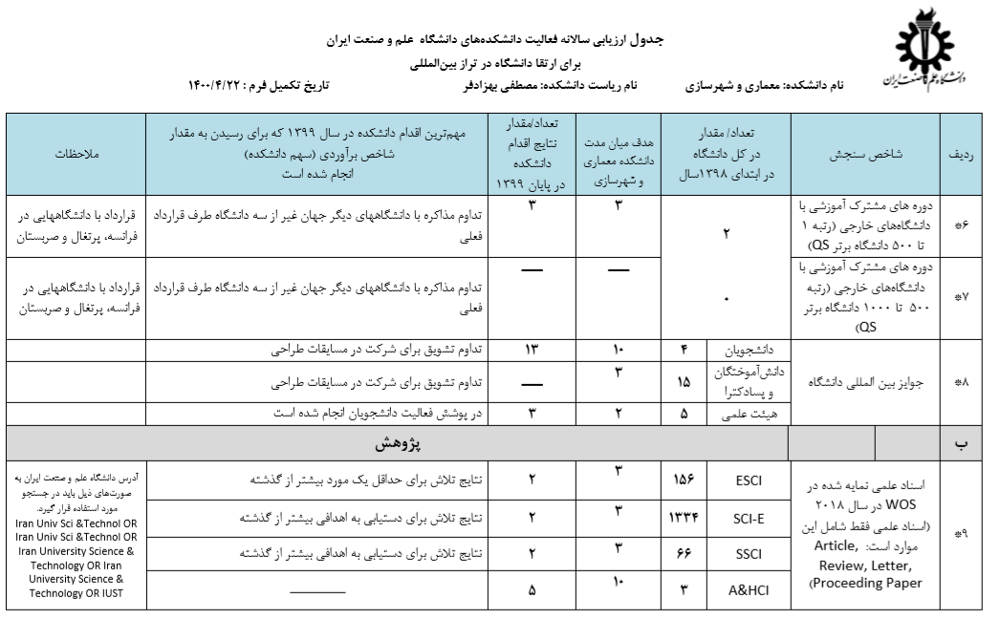 جدول ارزیابی سالانه فعالیت دانشکده‌های دانشگاه علم و صنعت ایران
برای ارتقا دانشگاه در تراز بین‌المللی
نام دانشکده: معماری و شهرسازی
نام ریاست دانشکده: مصطفی بهزادفر
تاریخ تکمیل فرم : ۱۴۰۰/۴/۲۲
دانشگاه علم و صنعت ایران
ردیف
شاخص سنجش
تعداد/ مقدار
در کل دانشگاه
در ابتدای ۱۳۹۸سال
هدف میان مدت
دانشکده معماری
و شهرسازی
تعداد/مقدار
نتایج اقدام
دانشکده
در پایان ۱۳۹۹
مهم‌ترین اقدام دانشکده در سال ۱۳۹۹ که برای رسیدن به مقدار
شاخص برآوردی (سهم دانشکده)
انجام شده است
ملاحظات
۶*
دوره های مشترک آموزشی با
دانشگاه‌های خارجی (رتبه ۱
تا ۵۰۰ دانشگاه برتر QS)
۲
۳
۳
تداوم مذاکره با دانشگاههای دیگر جهان غیر از سه دانشگاه طرف قرارداد
فعلی
قرارداد با دانشگاههایی در
فرانسه، پرتغال و صربستان
۷*
دوره های مشترک آموزشی با
دانشگاه‌های خارجی (رتبه
۵۰۰ تا ۱۰۰۰ دانشگاه برتر
QS)
۰
—
—
تداوم مذاکره با دانشگاههای دیگر جهان غیر از سه دانشگاه طرف قرارداد
فعلی
قرارداد با دانشگاههایی در
فرانسه، پرتغال و صربستان
۸*
جوایز بین المللی دانشگاه
دانشجویان
۴
۱۰
۱۳
تداوم تشویق برای شرکت در مسابقات طراحی
دانش‌آموختگان
و پسادکترا
۱۵
۳
—
تداوم تشویق برای شرکت در مسابقات طراحی
هیئت علمی
۵
۲
۳
در پوشش فعالیت دانشجویان انجام شده است
ب
پژوهش
۹*
اسناد علمی نمایه شده در
WOS در سال ۲۰۱۸
(اسناد علمی فقط شامل این
موارد است: Article,
Review, Letter,
Proceeding Paper)
ESCI
۱۵۶
۳
۲
نتایج تلاش برای حداقل یک مورد بیشتر از گذشته
SCI-E
۱۳۳۴
۳
۲
نتایج تلاش برای دستیابی به اهدافی بیشتر از گذشته
SSCI
۶۶
۳
۲
نتایج تلاش برای دستیابی به اهدافی بیشتر از گذشته
A&HCI
۳
۱۰
۵
————
آدرس دانشگاه علم و صنعت ایران به
صورت‌های ذیل باید در جستجو
مورد استفاده قرار گیرد.
Iran Univ Sci &Technol OR
Iran Univ Sci &Technol OR
Iran University Science &
Technology OR Iran
University Science &
Technology OR IUST